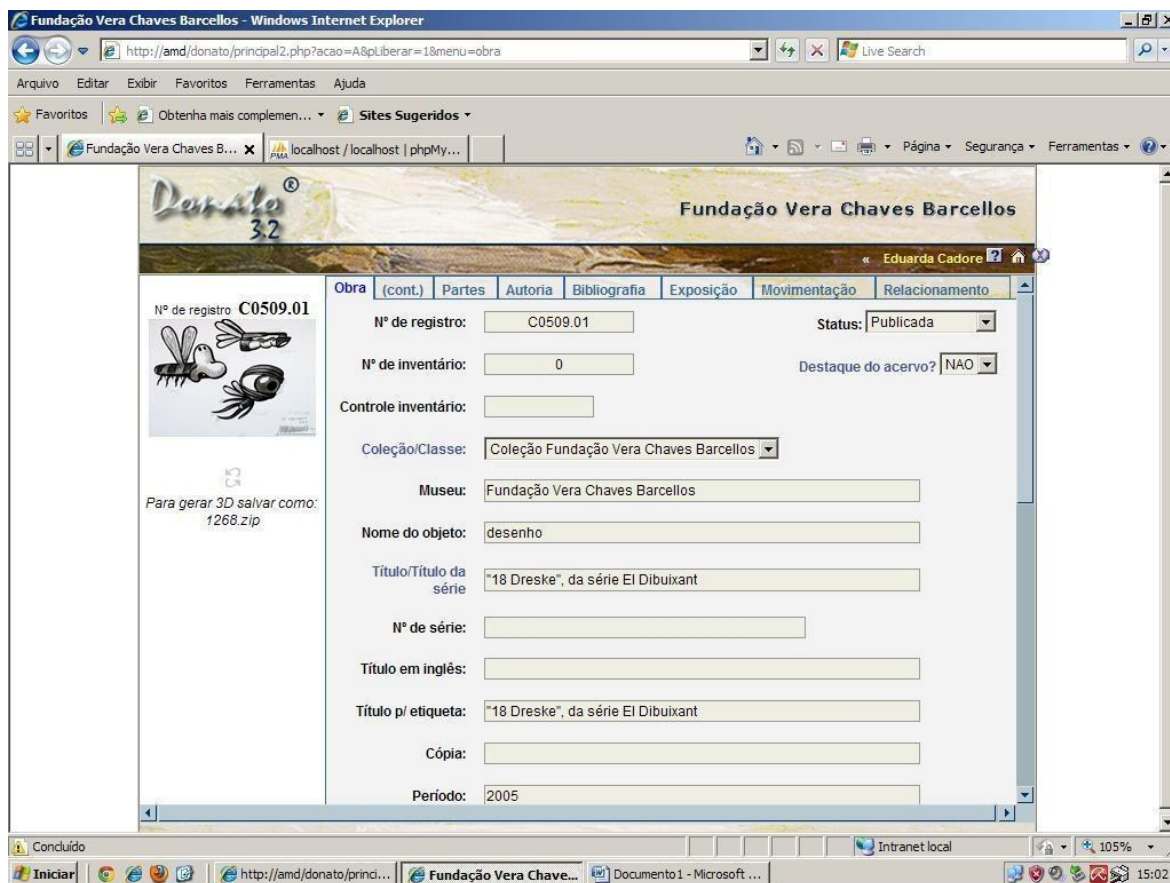 Fundação Vera Chaves Barcellos - Windows Internet Explorer
http://amd/donato/principal2.php?acao=A&pLiberar=1&menu=obra
Live Search
Arquivo Editar Exibir Favoritos Ferramentas Ajuda
Favoritos Obtenha mais complemen... Sites Sugeridos
Fundação Vera Chaves B... localhost / localhost | phpMy... Página Segurança Ferramentas
Donato ®
3.2
Fundação Vera Chaves Barcellos
« Eduarda Cadore
Obra (cont.) Partes Autoria Bibliografia Exposição Movimentação Relacionamento
Nº de registro C0509.01
Para gerar 3D salvar como:
1268.zip
Nº de registro: C0509.01 Status: Publicada
Nº de inventário: 0 Destaque do acervo? NAO
Controle inventário:
Coleção/Classe: Coleção Fundação Vera Chaves Barcellos
Museu: Fundação Vera Chaves Barcellos
Nome do objeto: desenho
Título/Título da
série "18 Dreske", da série El Dibuixant
Nº de série:
Título em inglês:
Título p/ etiqueta: "18 Dreske", da série El Dibuixant
Cópia:
Período: 2005
Concluído Intranet local 105%
Iniciar http://amd/donato/princi... Fundação Vera Chave... Documento1 - Microsoft ... 15:02